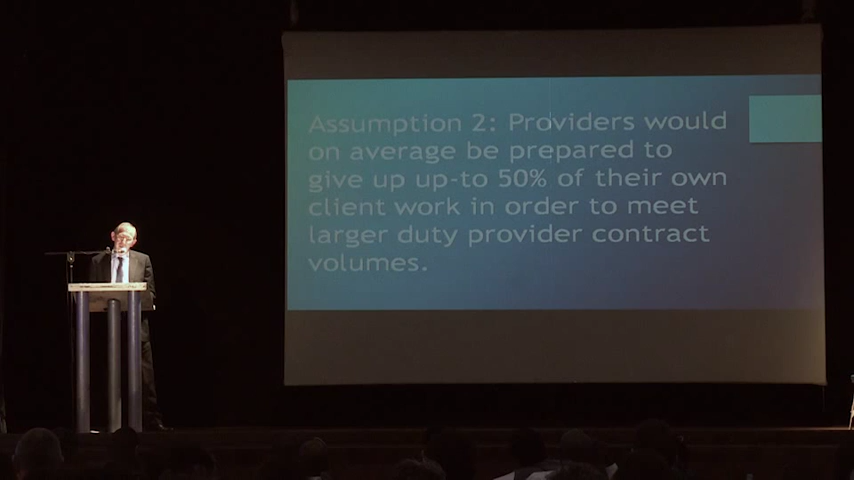 Assumption 2: Providers would
on average be prepared to
give up up-to 50% of their own
client work in order to meet
larger duty provider contract
volumes.